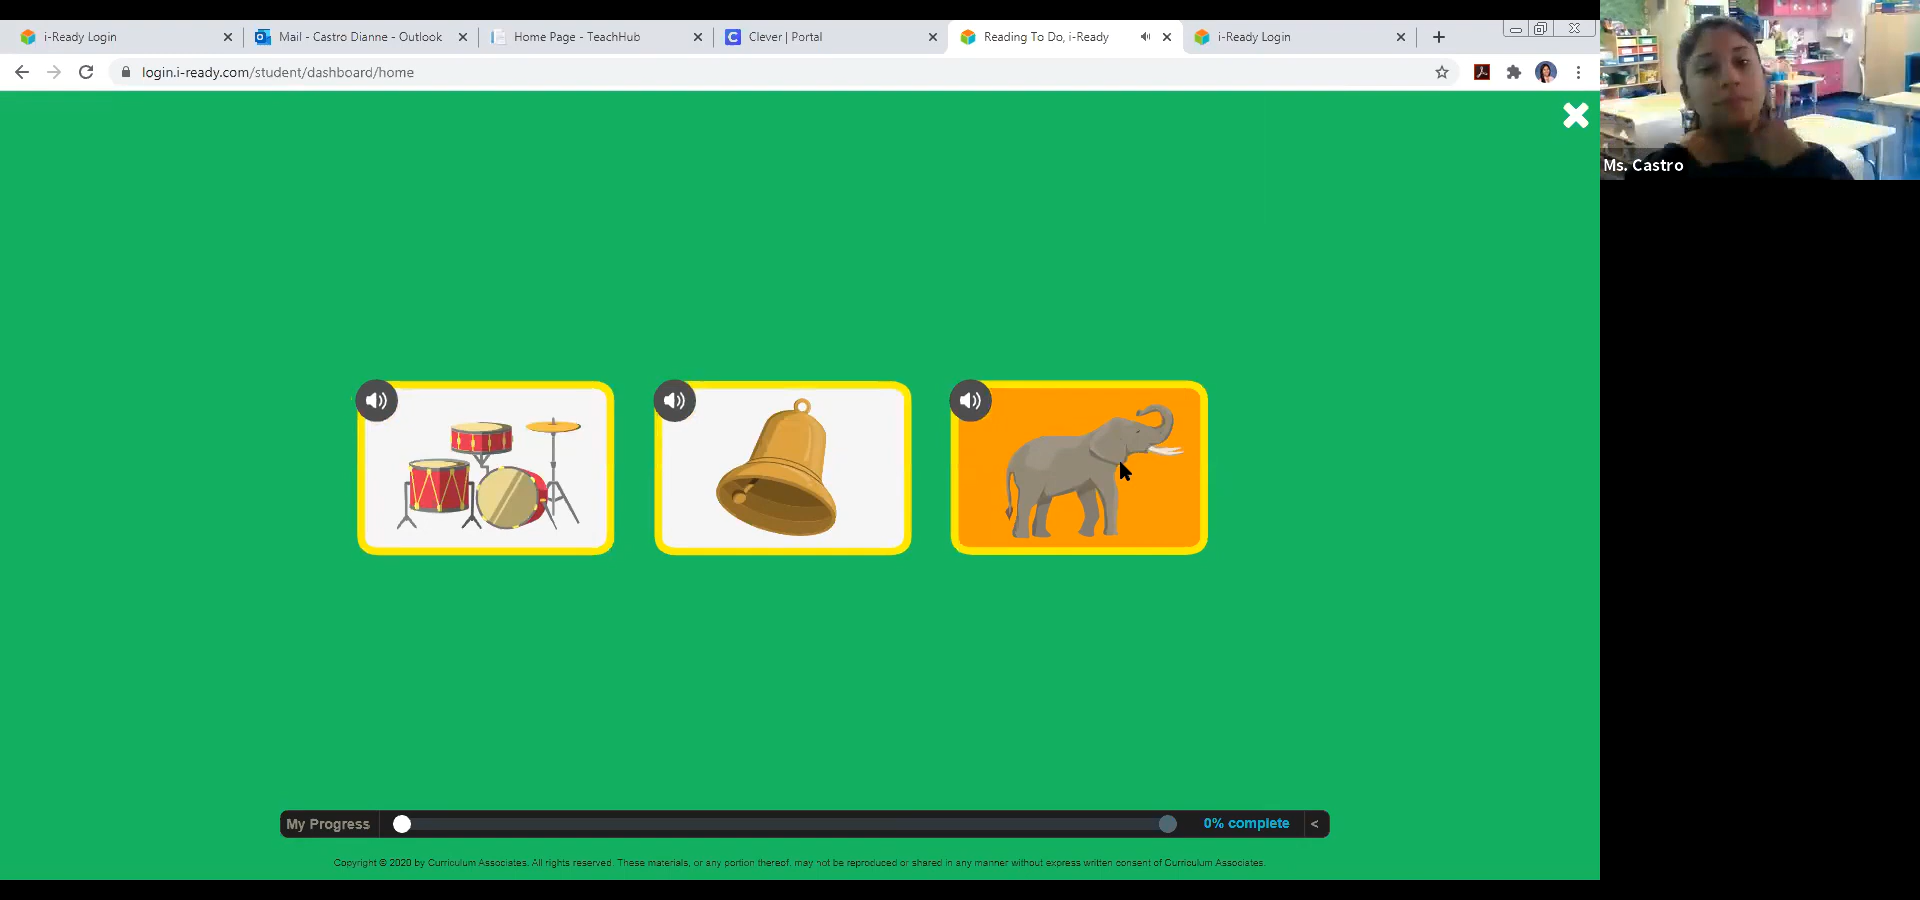 i-Ready Login
Mail - Castro Dianne - Outlook
Home Page - TeachHub
C
Clever | Portal
Reading To Do, i-Ready
i-Ready Login
login.i-ready.com/student/dashboard/home
Ms. Castro
My Progress
0% complete
<
Copyright © 2020 by Curriculum Associates. All rights reserved. These materials, or any portion thereof, may not be reproduced or shared in any manner without express written consent of Curriculum Associates.